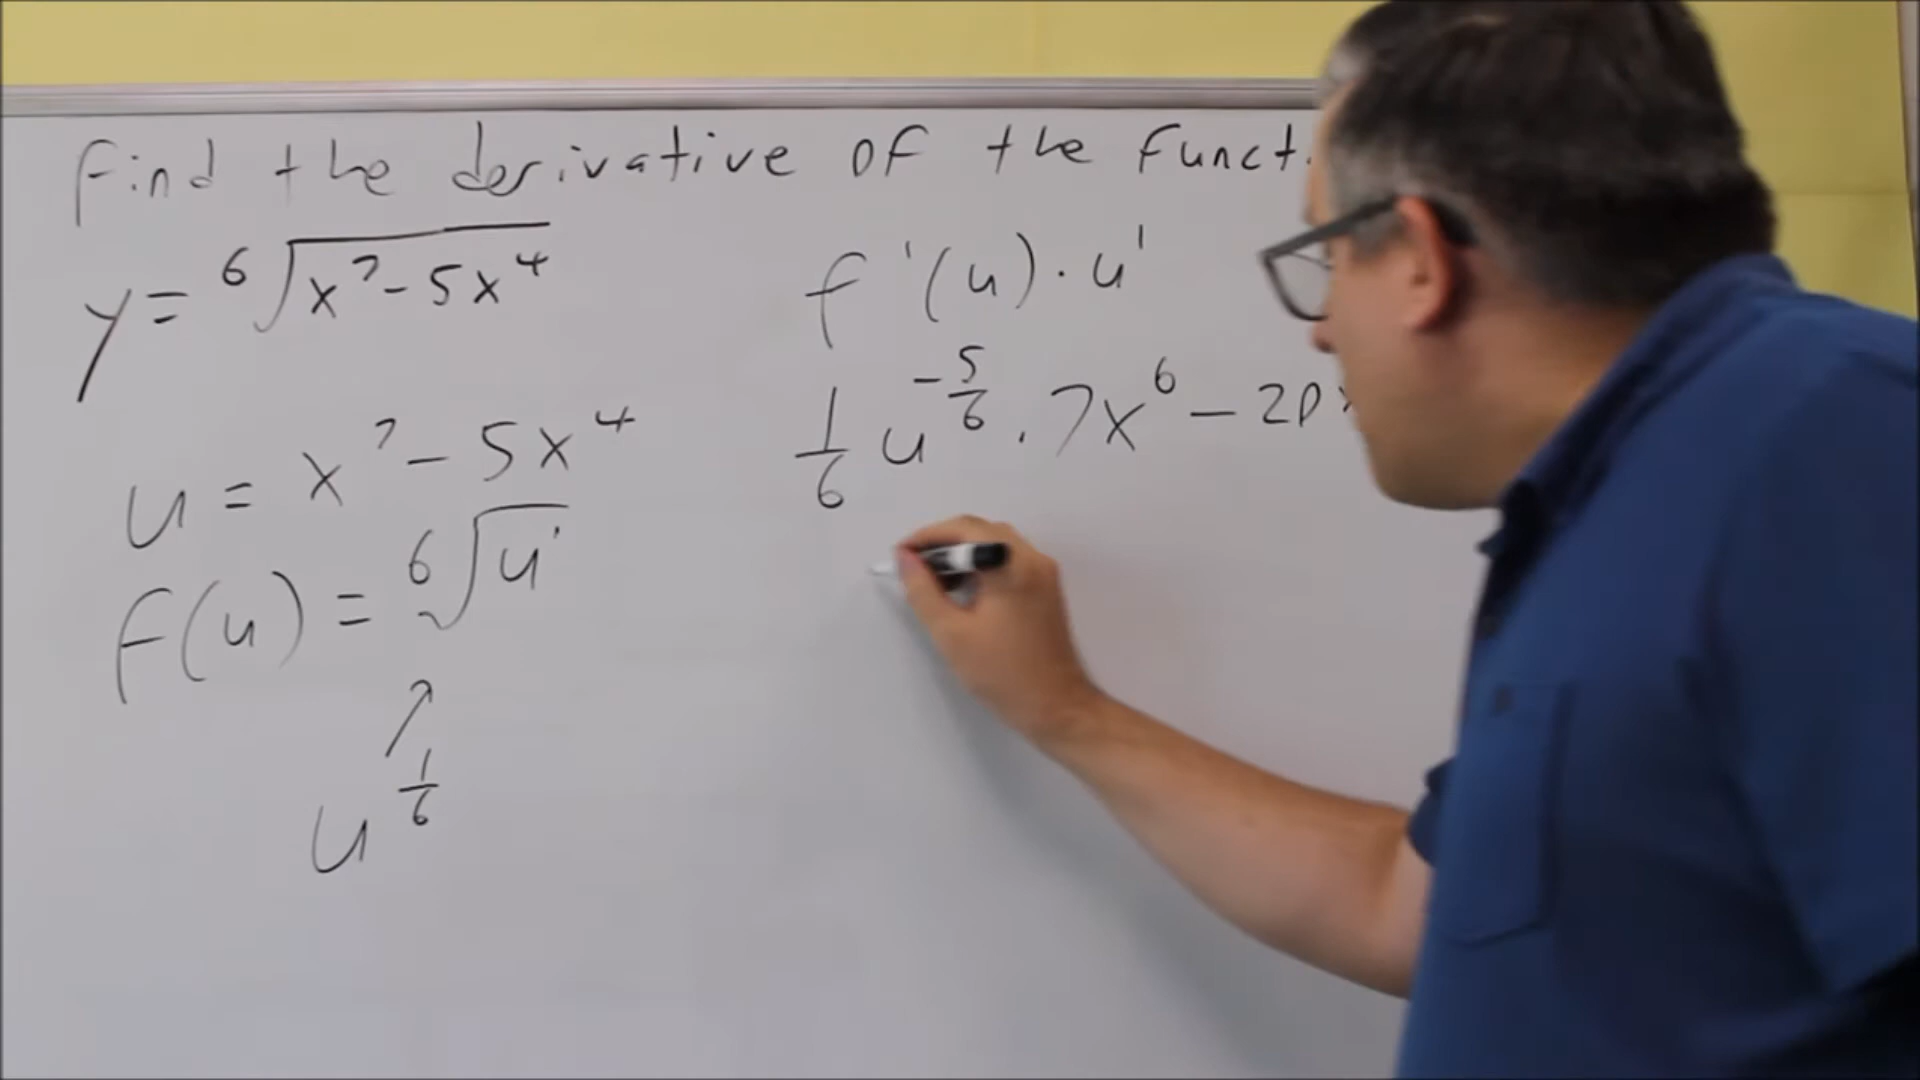 Find the derivative of the funct
y = ⁶√(x⁷ - 5x⁴)
u = x⁷ - 5x⁴
f(u) = ⁶√u
↗
u^(1/6)
f'(u) · u'
1/6 u^(-5/6) · 7x⁶ - 20x